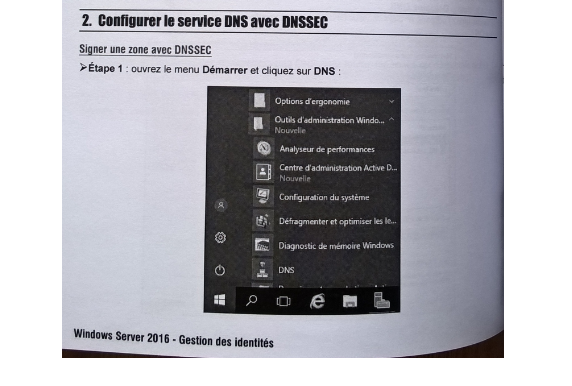 2. Configurer le service DNS avec DNSSEC
Signer une zone avec DNSSEC
➢Étape 1 : ouvrez le menu Démarrer et cliquez sur DNS :
Options d'ergonomie
Outils d'administration Windo...
Nouvelle
Analyseur de performances
Centre d'administration Active D...
Nouvelle
Configuration du système
Défragmenter et optimiser les le...
Diagnostic de mémoire Windows
DNS
Windows Server 2016 - Gestion des identités